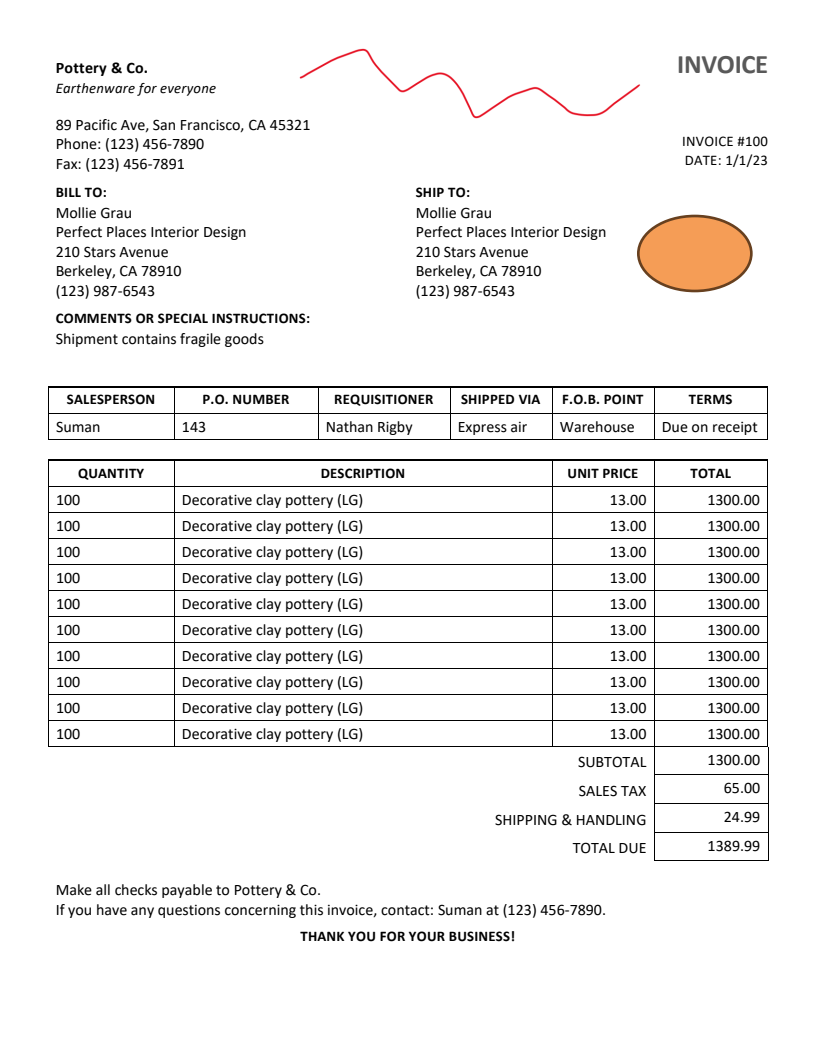 Pottery & Co.
Earthenware for everyone
INVOICE
89 Pacific Ave, San Francisco, CA 45321
Phone: (123) 456-7890
Fax: (123) 456-7891
INVOICE #100
DATE: 1/1/23
BILL TO:
Mollie Grau
Perfect Places Interior Design
210 Stars Avenue
Berkeley, CA 78910
(123) 987-6543
SHIP TO:
Mollie Grau
Perfect Places Interior Design
210 Stars Avenue
Berkeley, CA 78910
(123) 987-6543
COMMENTS OR SPECIAL INSTRUCTIONS:
Shipment contains fragile goods
SALESPERSON P.O. NUMBER REQUISITIONER SHIPPED VIA F.O.B. POINT TERMS
Suman 143 Nathan Rigby Express air Warehouse Due on receipt
QUANTITY DESCRIPTION UNIT PRICE TOTAL
100 Decorative clay pottery (LG) 13.00 1300.00
100 Decorative clay pottery (LG) 13.00 1300.00
100 Decorative clay pottery (LG) 13.00 1300.00
100 Decorative clay pottery (LG) 13.00 1300.00
100 Decorative clay pottery (LG) 13.00 1300.00
100 Decorative clay pottery (LG) 13.00 1300.00
100 Decorative clay pottery (LG) 13.00 1300.00
100 Decorative clay pottery (LG) 13.00 1300.00
100 Decorative clay pottery (LG) 13.00 1300.00
100 Decorative clay pottery (LG) 13.00 1300.00
SUBTOTAL 1300.00
SALES TAX 65.00
SHIPPING & HANDLING 24.99
TOTAL DUE 1389.99
Make all checks payable to Pottery & Co.
If you have any questions concerning this invoice, contact: Suman at (123) 456-7890.
THANK YOU FOR YOUR BUSINESS!